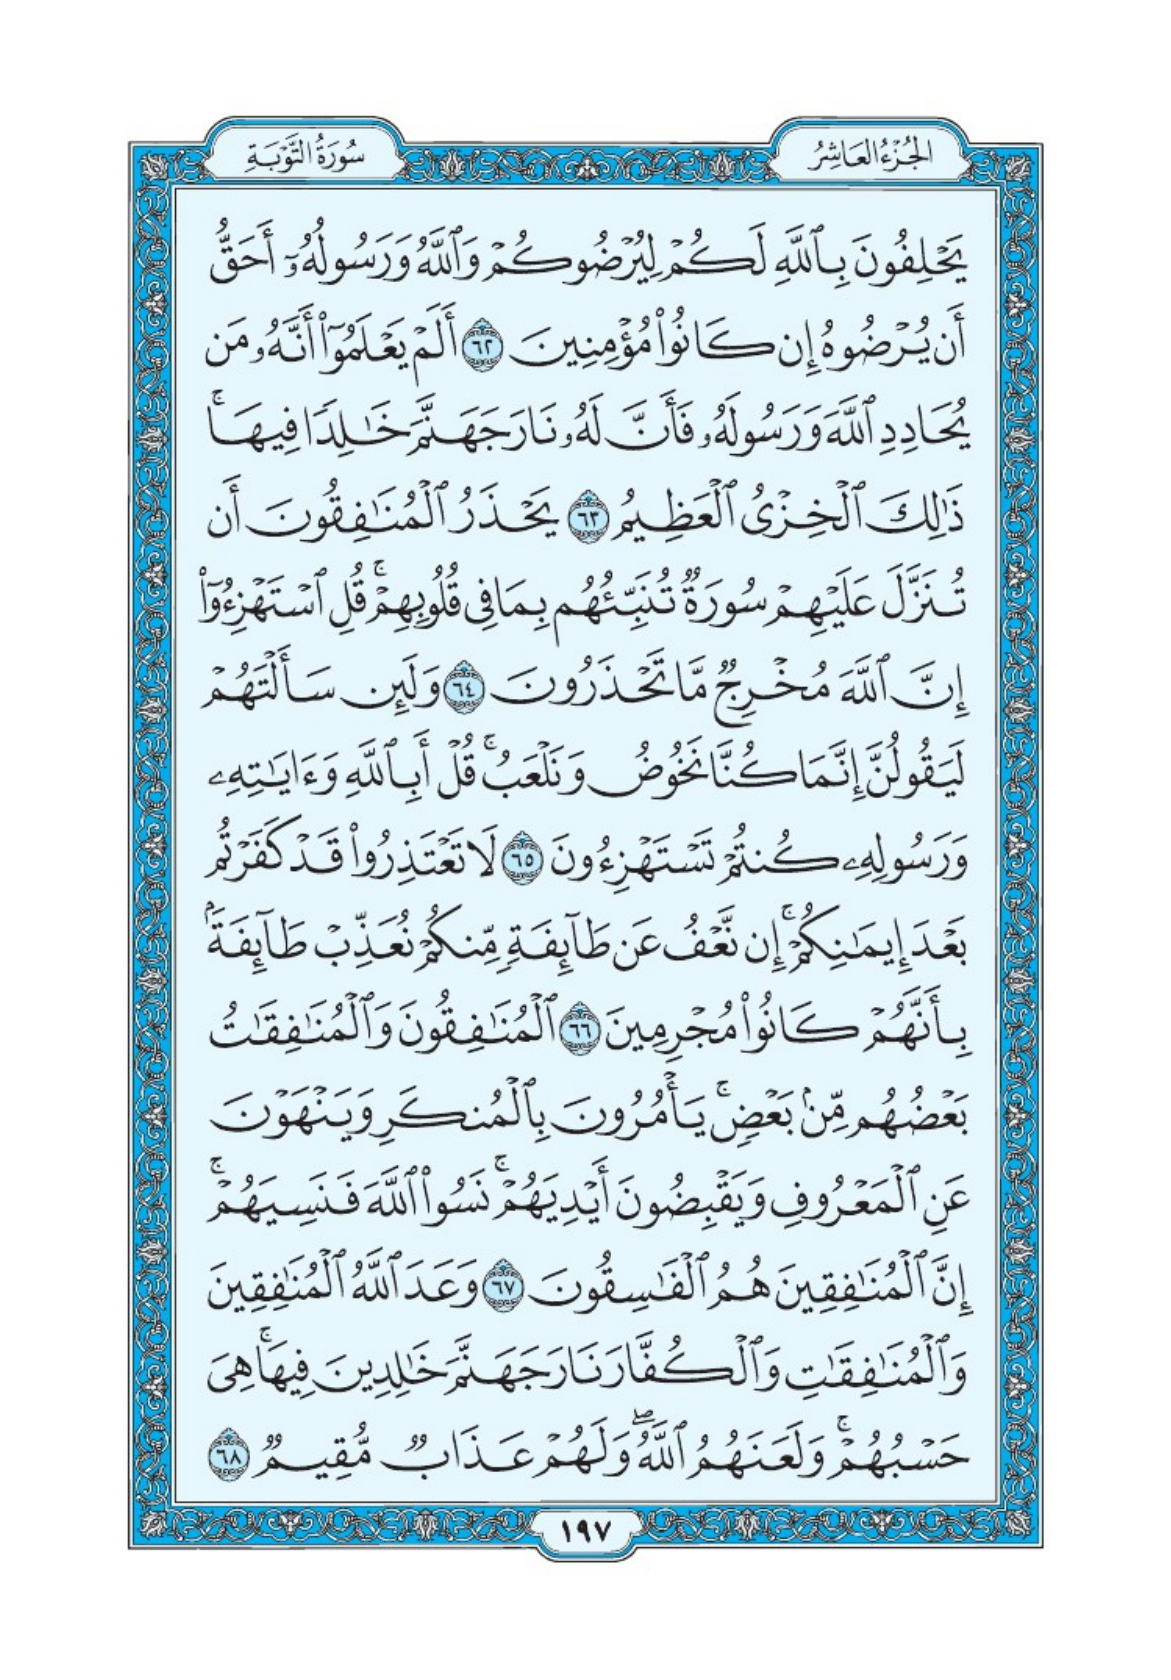 الجُزْءُ العَاشِرُ
سُورَةُ التَّوْبَةِ
يَحْلِفُونَ بِٱللَّهِ لَكُمْ لِيُرْضُوكُمْ وَٱللَّهُ وَرَسُولُهُۥٓ أَحَقُّ
أَن يُرْضُوهُ إِن كَانُوا۟ مُؤْمِنِينَ ٦٢ أَلَمْ يَعْلَمُوٓا۟ أَنَّهُۥ مَن
يُحَادِدِ ٱللَّهَ وَرَسُولَهُۥ فَأَنَّ لَهُۥ نَارَ جَهَنَّمَ خَٰلِدًا فِيهَا ۚ
ذَٰلِكَ ٱلْخِزْىُ ٱلْعَظِيمُ ٦٣ يَحْذَرُ ٱلْمُنَٰفِقُونَ أَن
تُنَزَّلَ عَلَيْهِمْ سُورَةٌ تُنَبِّئُهُم بِمَا فِى قُلُوبِهِمْ ۚ قُلِ ٱسْتَهْزِءُوٓا۟
إِنَّ ٱللَّهَ مُخْرِجٌ مَّا تَحْذَرُونَ ٦٤ وَلَئِن سَأَلْتَهُمْ
لَيَقُولُنَّ إِنَّمَا كُنَّا نَخُوضُ وَنَلْعَبُ ۚ قُلْ أَبِٱللَّهِ وَءَايَٰتِهِۦ
وَرَسُولِهِۦ كُنتُمْ تَسْتَهْزِءُونَ ٦٥ لَا تَعْتَذِرُوا۟ قَدْ كَفَرْتُم
بَعْدَ إِيمَٰنِكُمْ ۚ إِن نَّعْفُ عَن طَآئِفَةٍ مِّنكُمْ نُعَذِّبْ طَآئِفَةًۢ
بِأَنَّهُمْ كَانُوا۟ مُجْرِمِينَ ٦٦ ٱلْمُنَٰفِقُونَ وَٱلْمُنَٰفِقَٰتُ
بَعْضُهُم مِّنۢ بَعْضٍ ۚ يَأْمُرُونَ بِٱلْمُنكَرِ وَيَنْهَوْنَ
عَنِ ٱلْمَعْرُوفِ وَيَقْبِضُونَ أَيْدِيَهُمْ ۚ نَسُوا۟ ٱللَّهَ فَنَسِيَهُمْ ۚ
إِنَّ ٱلْمُنَٰفِقِينَ هُمُ ٱلْفَٰسِقُونَ ٦٧ وَعَدَ ٱللَّهُ ٱلْمُنَٰفِقِينَ
وَٱلْمُنَٰفِقَٰتِ وَٱلْكُفَّارَ نَارَ جَهَنَّمَ خَٰلِدِينَ فِيهَا ۚ هِىَ
حَسْبُهُمْ ۚ وَلَعَنَهُمُ ٱللَّهُ ۖ وَلَهُمْ عَذَابٌ مُّقِيمٌ ٦٨
١٩٧